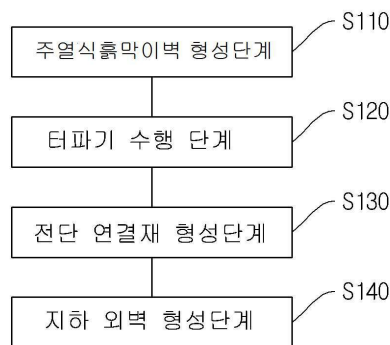 S110
주열식흙막이벽 형성단계
S120
터파기 수행 단계
S130
전단 연결재 형성단계
S140
지하 외벽 형성단계